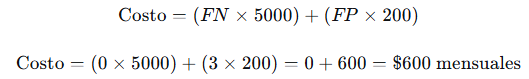 Costo = (FN × 5000) + (FP × 200)
Costo = (0 × 5000) + (3 × 200) = 0 + 600 = $600 mensuales